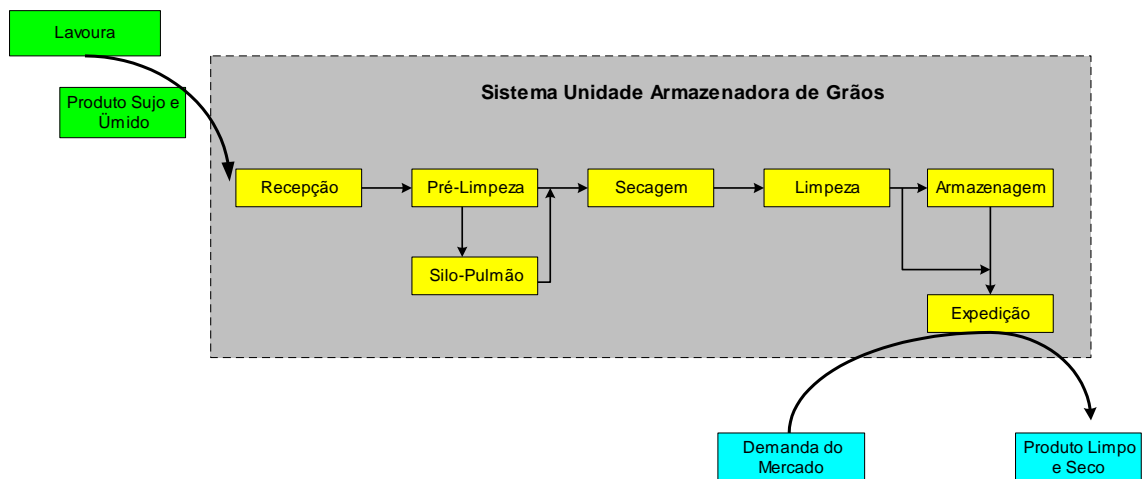 Lavoura
Produto Sujo e
Ümido
Sistema Unidade Armazenadora de Grãos
Recepção
Pré-Limpeza
Secagem
Limpeza
Armazenagem
Silo-Pulmão
Expedição
Demanda do
Mercado
Produto Limpo
e Seco